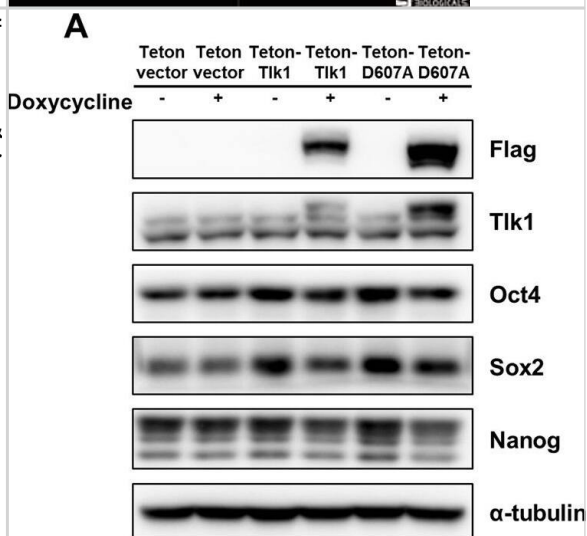 BIOLOGICALS
A
Teton Teton Teton- Teton- Teton- Teton-
vector vector Tlk1 Tlk1 D607A D607A
Doxycycline - + - + - +
Flag
Tlk1
Oct4
Sox2
Nanog
α-tubulin